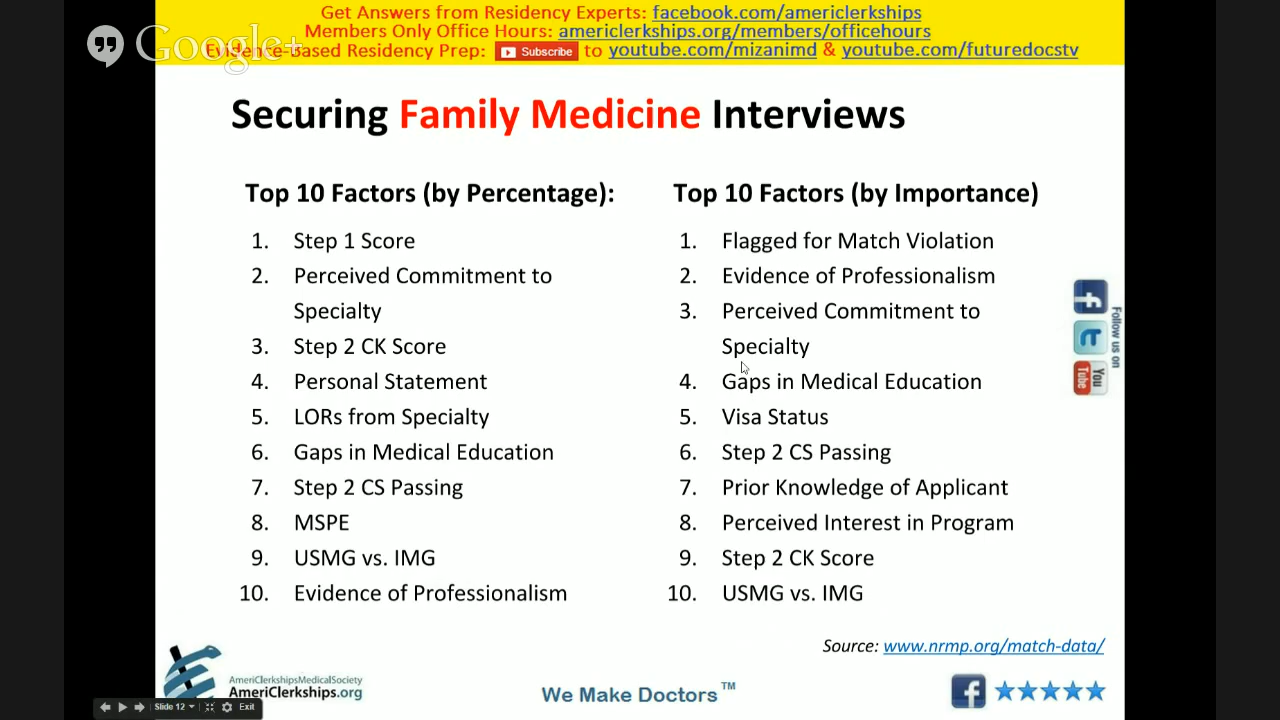 Get Answers from Residency Experts: facebook.com/americlerkships
Members Only Office Hours: americlerkships.org/members/officehours
Evidence-Based Residency Prep: Subscribe to youtube.com/mizanimd & youtube.com/futuredocstv
Google+
Securing Family Medicine Interviews
Top 10 Factors (by Percentage):
1. Step 1 Score
2. Perceived Commitment to
Specialty
3. Step 2 CK Score
4. Personal Statement
5. LORs from Specialty
6. Gaps in Medical Education
7. Step 2 CS Passing
8. MSPE
9. USMG vs. IMG
10. Evidence of Professionalism
Top 10 Factors (by Importance)
1. Flagged for Match Violation
2. Evidence of Professionalism
3. Perceived Commitment to
Specialty
4. Gaps in Medical Education
5. Visa Status
6. Step 2 CS Passing
7. Prior Knowledge of Applicant
8. Perceived Interest in Program
9. Step 2 CK Score
10. USMG vs. IMG
Follow us on
You
Tube
Source: www.nrmp.org/match-data/
AmeriClerkshipsMedicalSociety
AmeriClerkships.org
We Make Doctors™
Slide 12
Exit